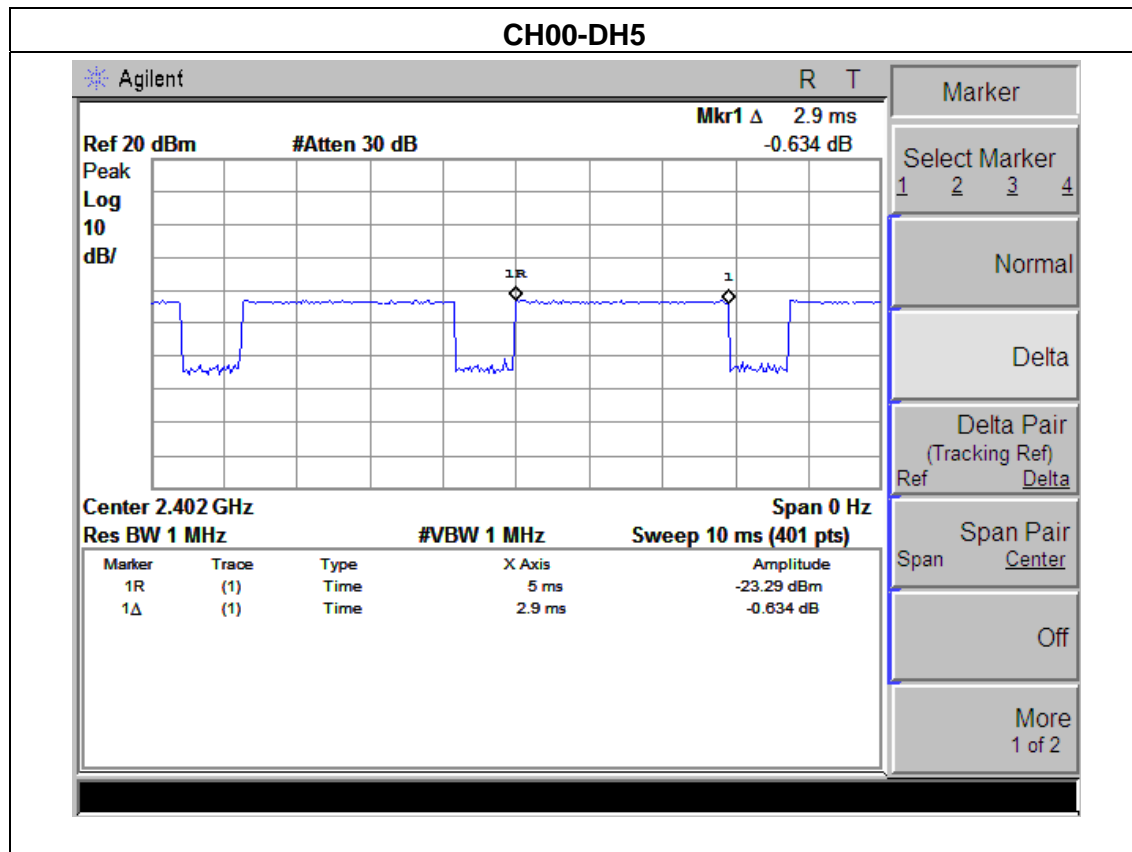 CH00-DH5
Agilent R T
Mkr1 Δ 2.9 ms
Ref 20 dBm #Atten 30 dB -0.634 dB
Peak
Log
10
dB/
1R
1
Center 2.402 GHz Span 0 Hz
Res BW 1 MHz #VBW 1 MHz Sweep 10 ms (401 pts)
Marker Trace Type X Axis Amplitude
1R (1) Time 5 ms -23.29 dBm
1Δ (1) Time 2.9 ms -0.634 dB
Marker
Select Marker
1 2 3 4
Normal
Delta
Delta Pair
(Tracking Ref)
Ref Delta
Span Pair
Span Center
Off
More
1 of 2